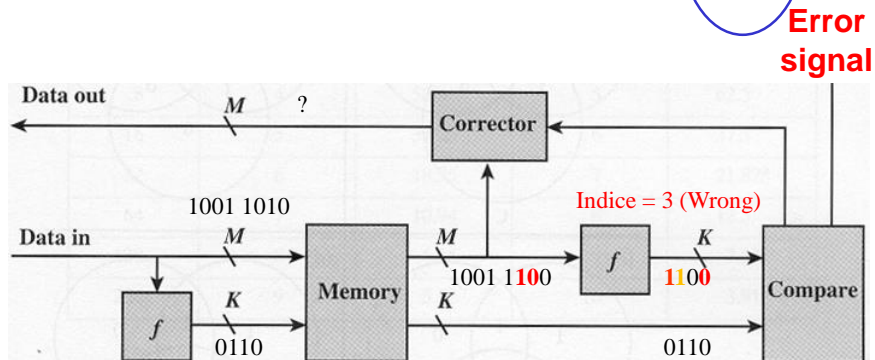 Error
signal
Data out
M
?
Corrector
1001 1010
Indice = 3 (Wrong)
Data in
M
M
f
K
1001 1100
1100
Memory
Compare
f
K
K
0110
0110